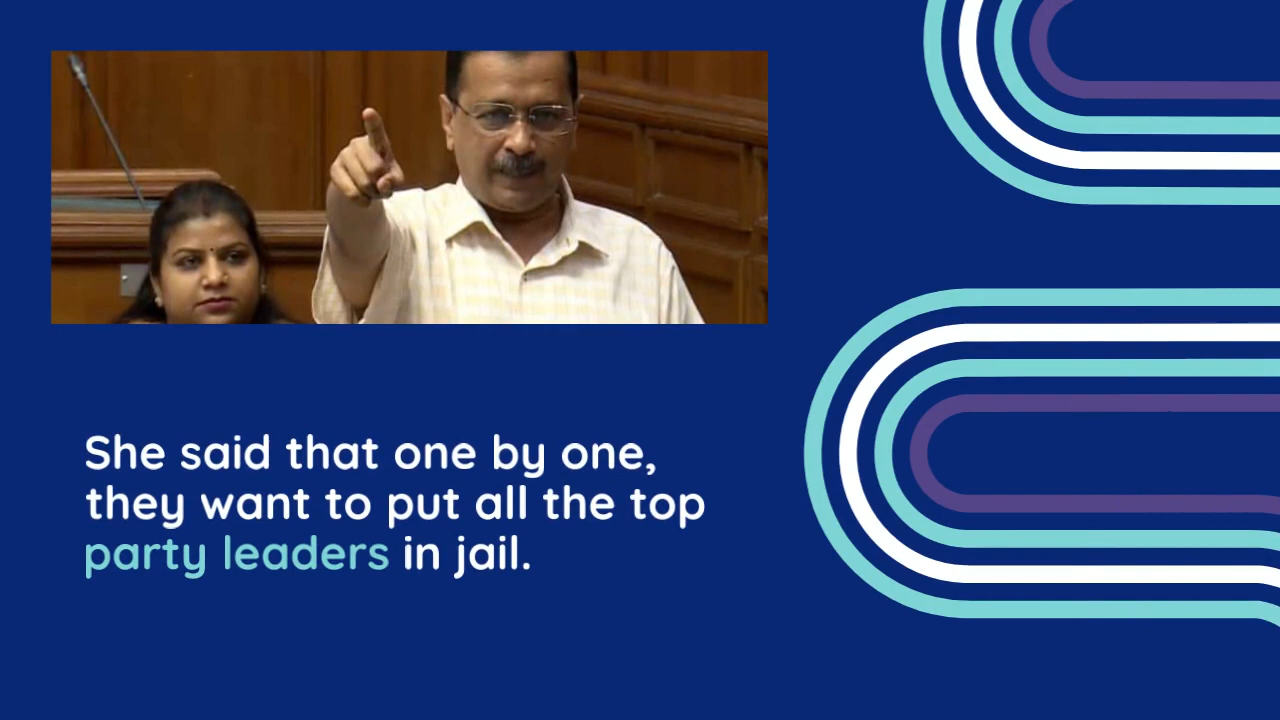 She said that one by one,
they want to put all the top
party leaders in jail.